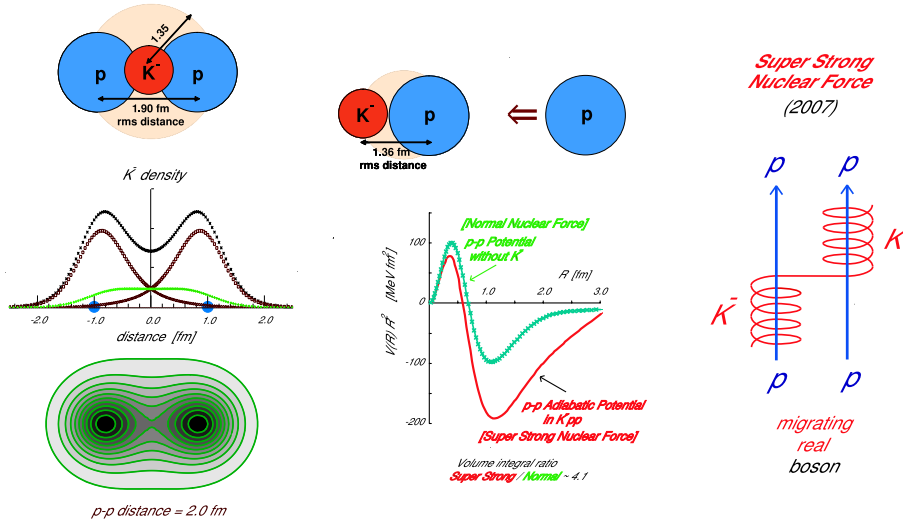 1.35
p
K-
p
1.90 fm
rms distance
K-
p
p
1.36 fm
rms distance
Super Strong
Nuclear Force
(2007)
K̄ density
-2.0 -1.0 0.0 1.0 2.0
distance [fm]
p-p distance = 2.0 fm
V(R) R² [MeV fm²]
100
0
-100
-200
R [fm]
1.0 2.0 3.0
[Normal Nuclear Force]
p-p Potential
without K-
p-p Adiabatic Potential
in K-pp
[Super Strong Nuclear Force]
Volume integral ratio
Super Strong / Normal ~ 4.1
p p
K̄
K̄
p p
migrating
real
boson